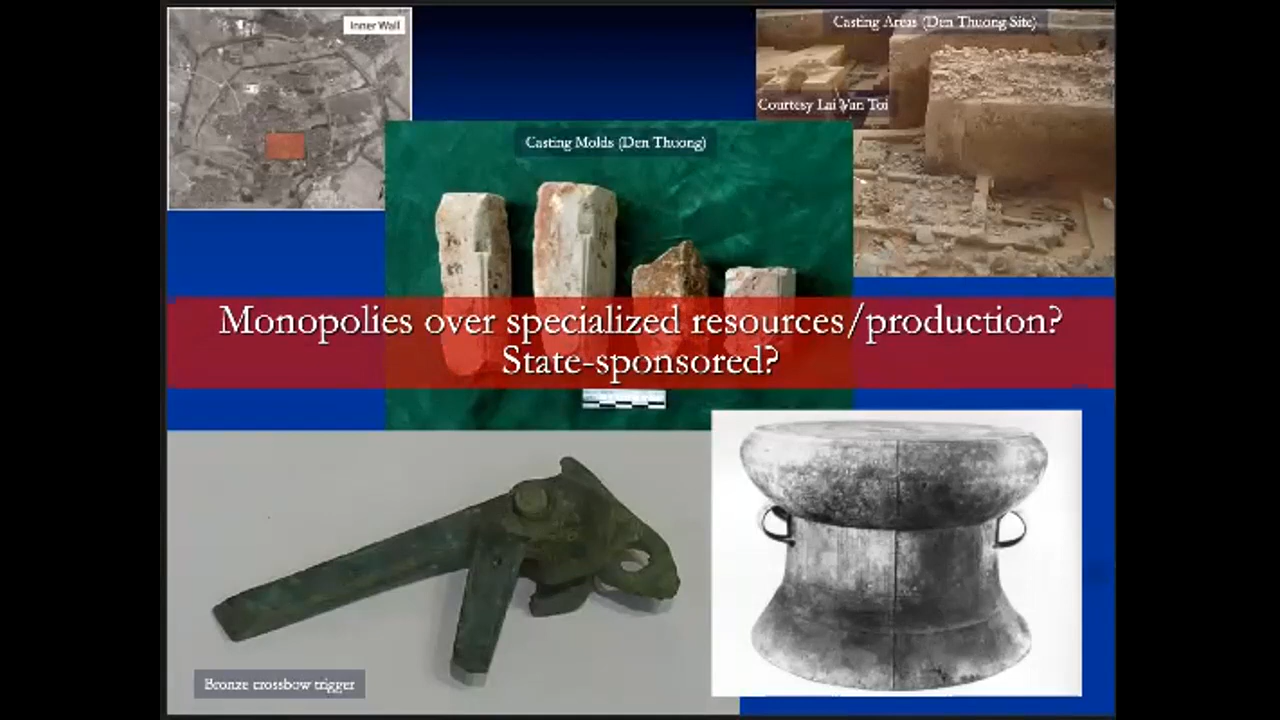 Inner Wall
Casting Areas (Den Thuong Site)
Courtesy Lai Van Toi
Casting Molds (Den Thuong)
Monopolies over specialized resources/production?
State-sponsored?
Bronze crossbow trigger